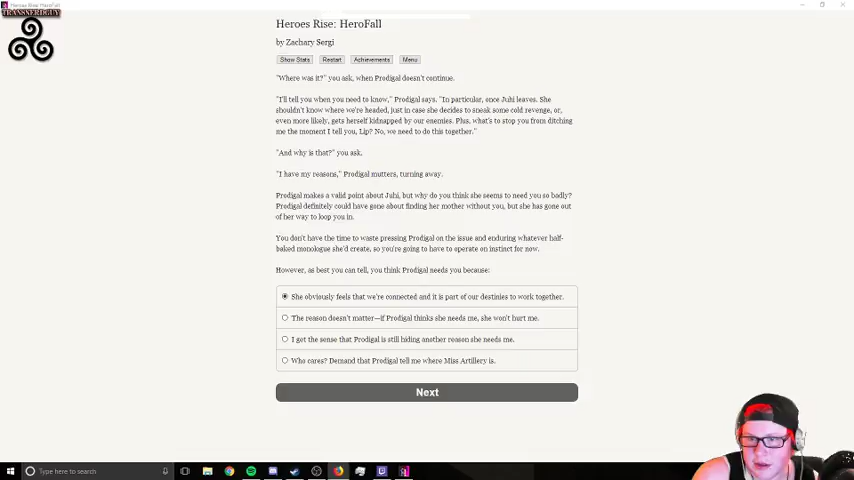 Heroes Rise: HeroFall
TRANSNERDGUY
Heroes Rise: HeroFall
by Zachary Sergi
Show Stats
Restart
Achievements
Menu
"Where was it?" you ask, when Prodigal doesn't continue.
"I'll tell you when you need to know," Prodigal says. "In particular, once Juhi leaves. She
shouldn't know where we're headed, just in case she decides to sneak some cold revenge, or,
even more likely, gets herself kidnapped by our enemies. Plus, what's to stop you from ditching
me the moment I tell you, Lip? No, we need to do this together."
"And why is that?" you ask.
"I have my reasons," Prodigal mutters, turning away.
Prodigal makes a valid point about Juhi, but why do you think she seems to need you so badly?
Prodigal definitely could have gone about finding her mother without you, but she has gone out
of her way to loop you in.
You don't have the time to waste pressing Prodigal on the issue and enduring whatever half-
baked monologue she'd create, so you're going to have to operate on instinct for now.
However, as best you can tell, you think Prodigal needs you because:
She obviously feels that we're connected and it is part of our destinies to work together.
The reason doesn't matter—if Prodigal thinks she needs me, she won't hurt me.
I get the sense that Prodigal is still hiding another reason she needs me.
Who cares? Demand that Prodigal tell me where Miss Artillery is.
Next
Type here to search